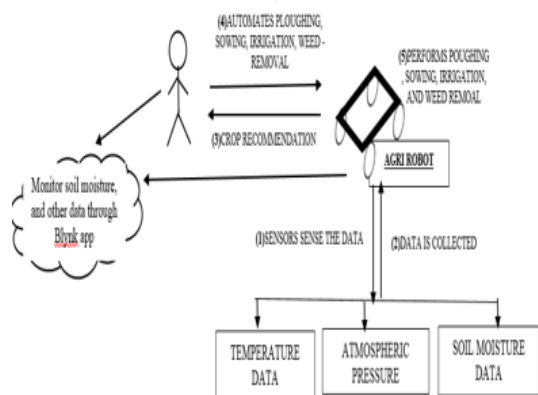 (4)AUTOMATES PLOUGHING,
SOWING, IRRIGATION, WEED -
REMOVAL
(5)PERFORMS POUGHING
, SOWING, IRRIGATION,
AND WEED REMOAL
(3)CROP RECOMMENDATION
AGRI ROBOT
Monitor soil moisture,
and other data through
Blynk app
(1)SENSORS SENSE THE DATA
(2)DATA IS COLLECTED
TEMPERATURE
DATA
ATMOSPHERIC
PRESSURE
SOIL MOISTURE
DATA